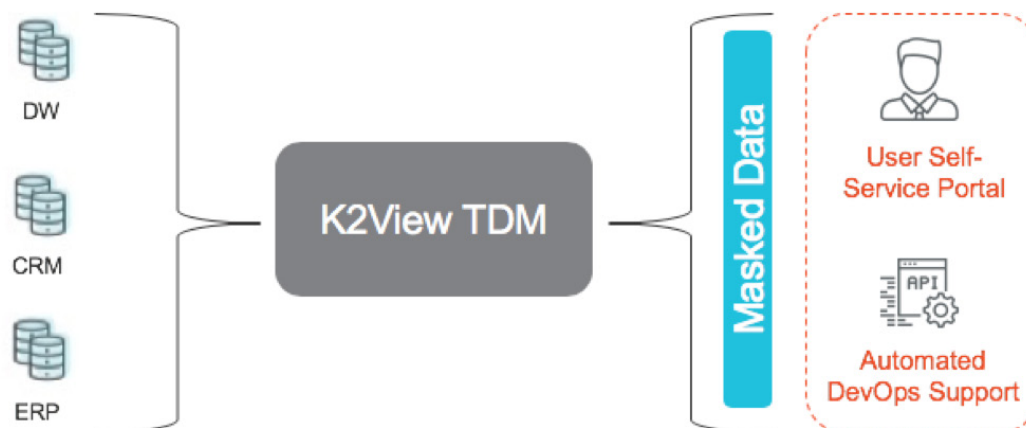 DW
CRM
ERP
K2View TDM
Masked Data
User Self-
Service Portal
API
Automated
DevOps Support